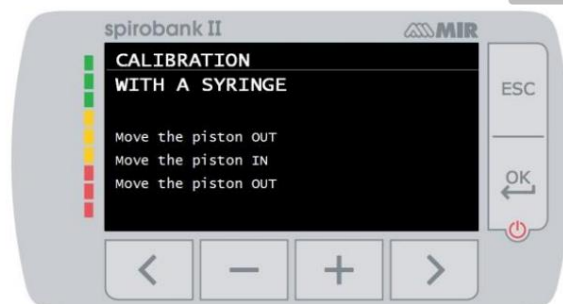 spirobank II MIR
CALIBRATION
WITH A SYRINGE
ESC
Move the piston OUT
Move the piston IN
Move the piston OUT
OK
< − + >